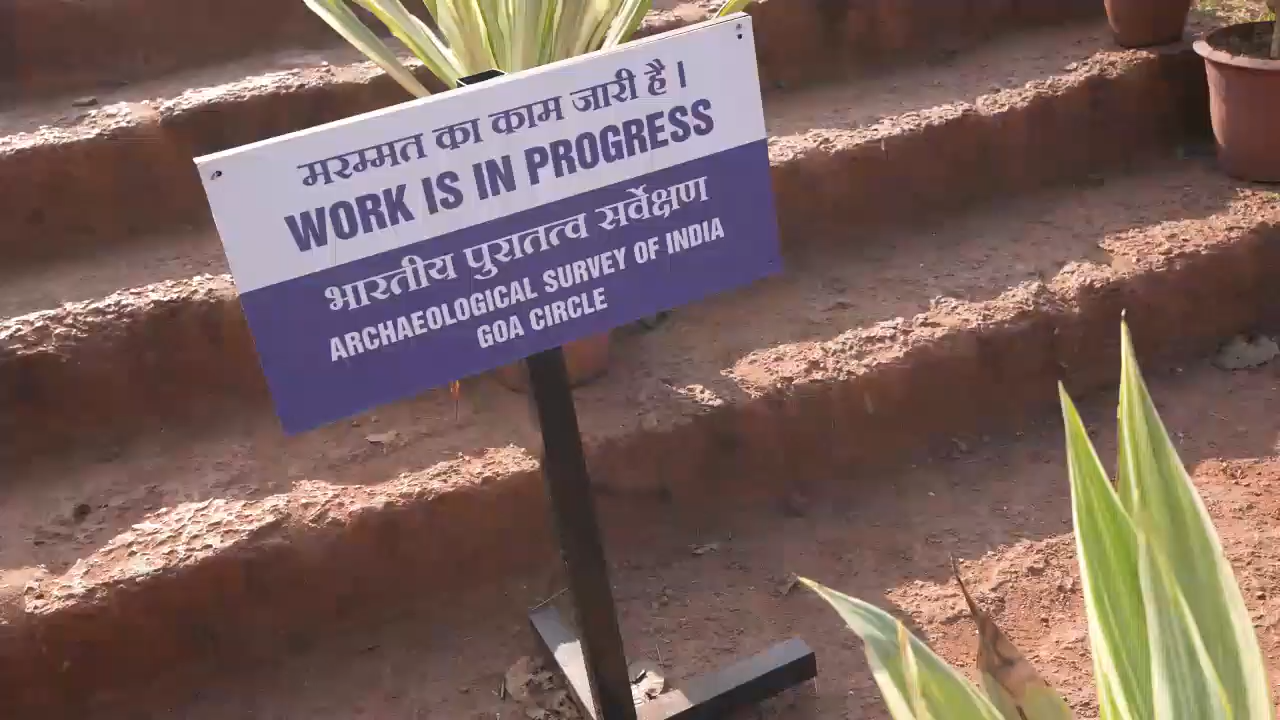 मरम्मत का काम जारी है ।
WORK IS IN PROGRESS
भारतीय पुरातत्व सर्वेक्षण
ARCHAEOLOGICAL SURVEY OF INDIA
GOA CIRCLE